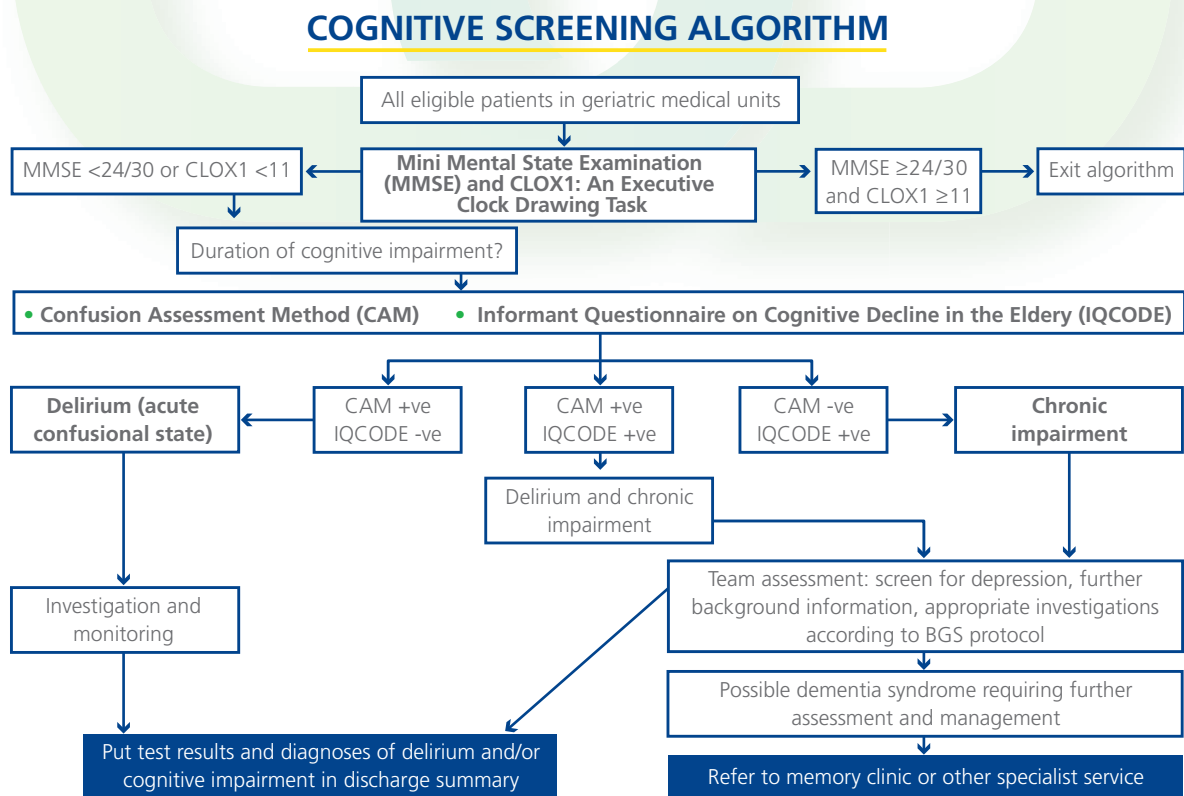 COGNITIVE SCREENING ALGORITHM
All eligible patients in geriatric medical units
MMSE <24/30 or CLOX1 <11
Mini Mental State Examination
(MMSE) and CLOX1: An Executive
Clock Drawing Task
MMSE ≥24/30
and CLOX1 ≥11
Exit algorithm
Duration of cognitive impairment?
• Confusion Assessment Method (CAM) • Informant Questionnaire on Cognitive Decline in the Eldery (IQCODE)
Delirium (acute
confusional state)
CAM +ve
IQCODE -ve
CAM +ve
IQCODE +ve
CAM -ve
IQCODE +ve
Chronic
impairment
Delirium and chronic
impairment
Investigation and
monitoring
Team assessment: screen for depression, further
background information, appropriate investigations
according to BGS protocol
Possible dementia syndrome requiring further
assessment and management
Put test results and diagnoses of delirium and/or
cognitive impairment in discharge summary
Refer to memory clinic or other specialist service